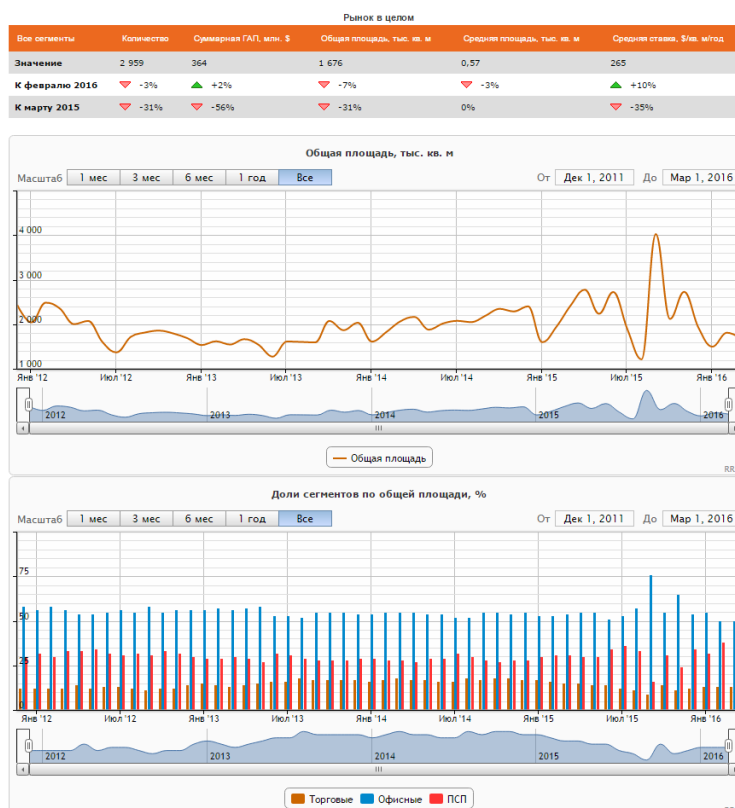 Рынок в целом
Все сегменты Количество Суммарная ГАП, млн. $ Общая площадь, тыс. кв. м Средняя площадь, тыс. кв. м Средняя ставка, $/кв. м/год
Значение 2 959 364 1 676 0,57 265
К февралю 2016 -3% +2% -7% -3% +10%
К марту 2015 -31% -56% -31% 0% -35%
Общая площадь, тыс. кв. м
Масштаб 1 мес 3 мес 6 мес 1 год Все От Дек 1, 2011 До Мар 1, 2016
4 000
3 000
2 000
1 000
Янв '12 Июл '12 Янв '13 Июл '13 Янв '14 Июл '14 Янв '15 Июл '15 Янв '16
2012 2013 2014 2015 2016
Общая площадь
Доли сегментов по общей площади, %
Масштаб 1 мес 3 мес 6 мес 1 год Все От Дек 1, 2011 До Мар 1, 2016
75
50
25
0
Янв '12 Июл '12 Янв '13 Июл '13 Янв '14 Июл '14 Янв '15 Июл '15 Янв '16
2012 2013 2014 2015 2016
Торговые Офисные ПСП